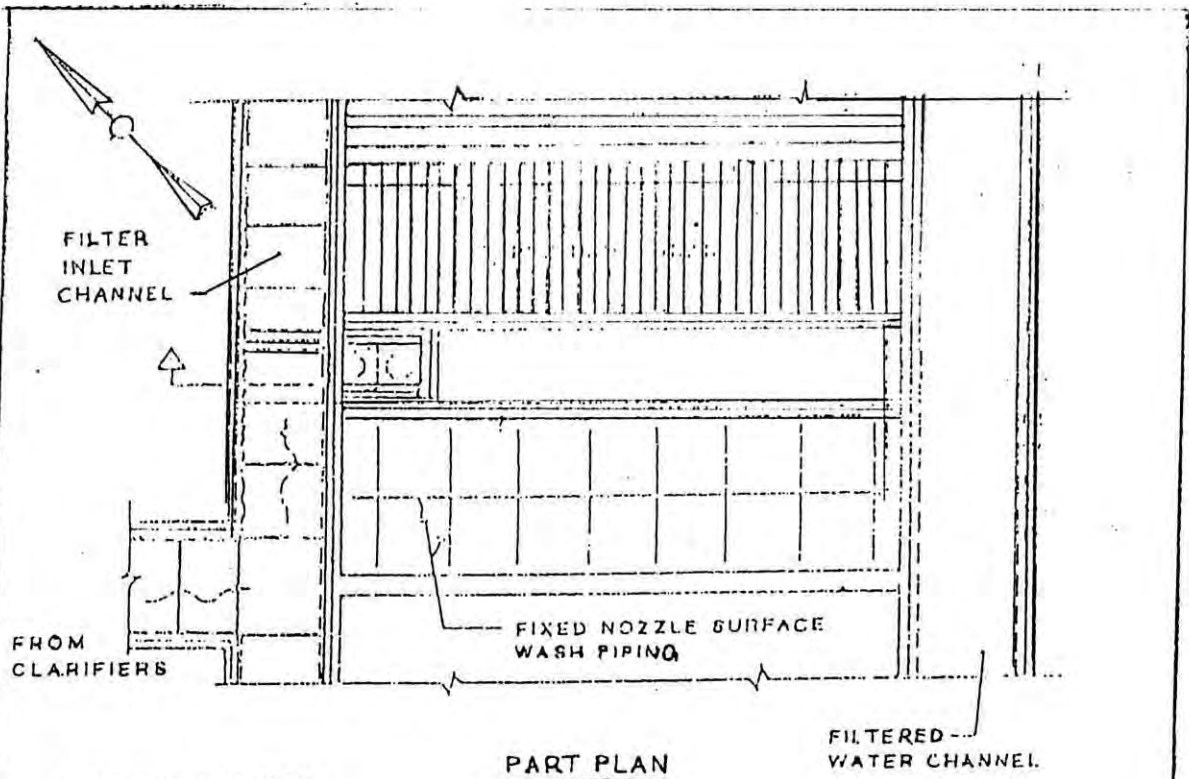 FILTER
INLET
CHANNEL
FROM
CLARIFIERS
FIXED NOZZLE SURFACE
WASH PIPING
FILTERED
WATER CHANNEL
PART PLAN